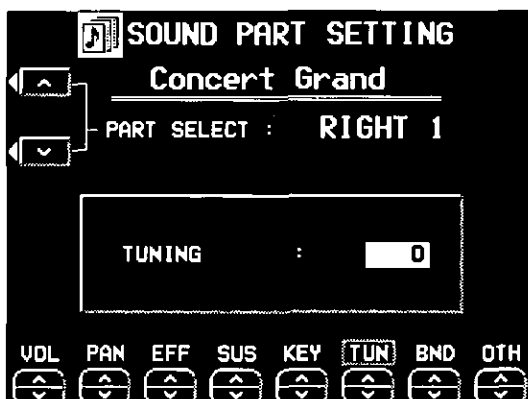 SOUND PART SETTING
Concert Grand
PART SELECT : RIGHT 1
TUNING : 0
VOL PAN EFF SUS KEY TUN BND OTH